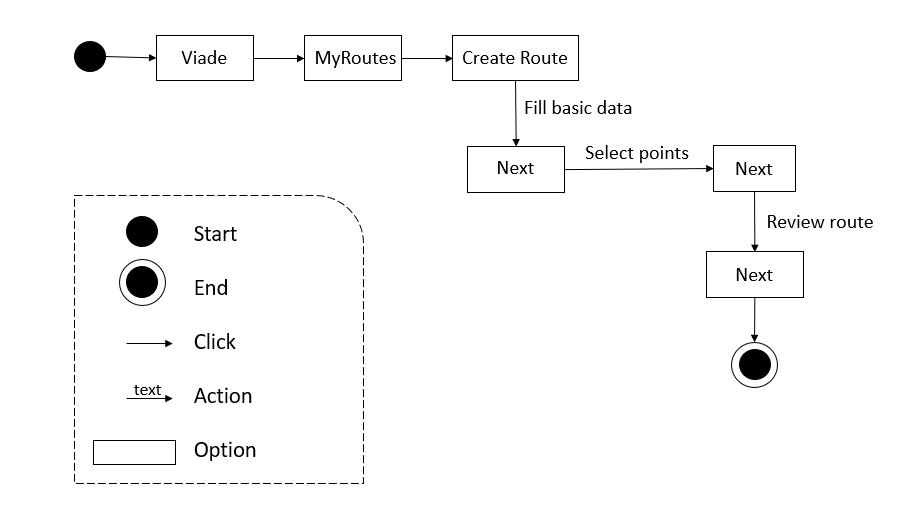 Viade
MyRoutes
Create Route
Fill basic data
Next
Select points
Next
Review route
Next
Start
End
Click
text
Action
Option